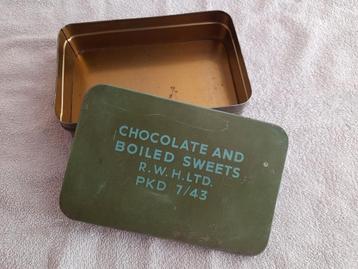 CHOCOLATE AND
BOILED SWEETS
R.W.H.LTD.
PKD 7/43